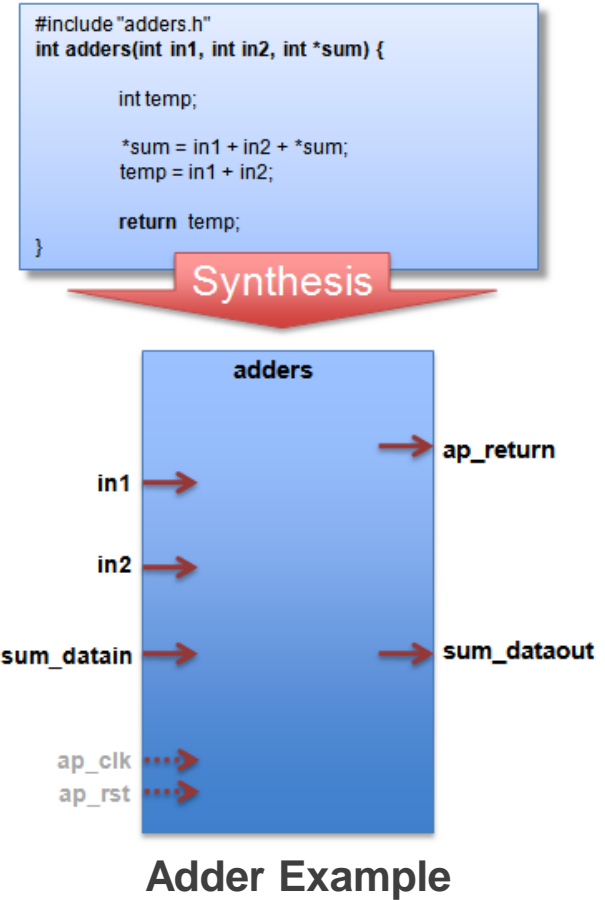 #include "adders.h"
int adders(int in1, int in2, int *sum) {
int temp;
*sum = in1 + in2 + *sum;
temp = in1 + in2;
return temp;
}
Synthesis
adders
ap_return
in1
in2
sum_datain
sum_dataout
ap_clk
ap_rst
Adder Example